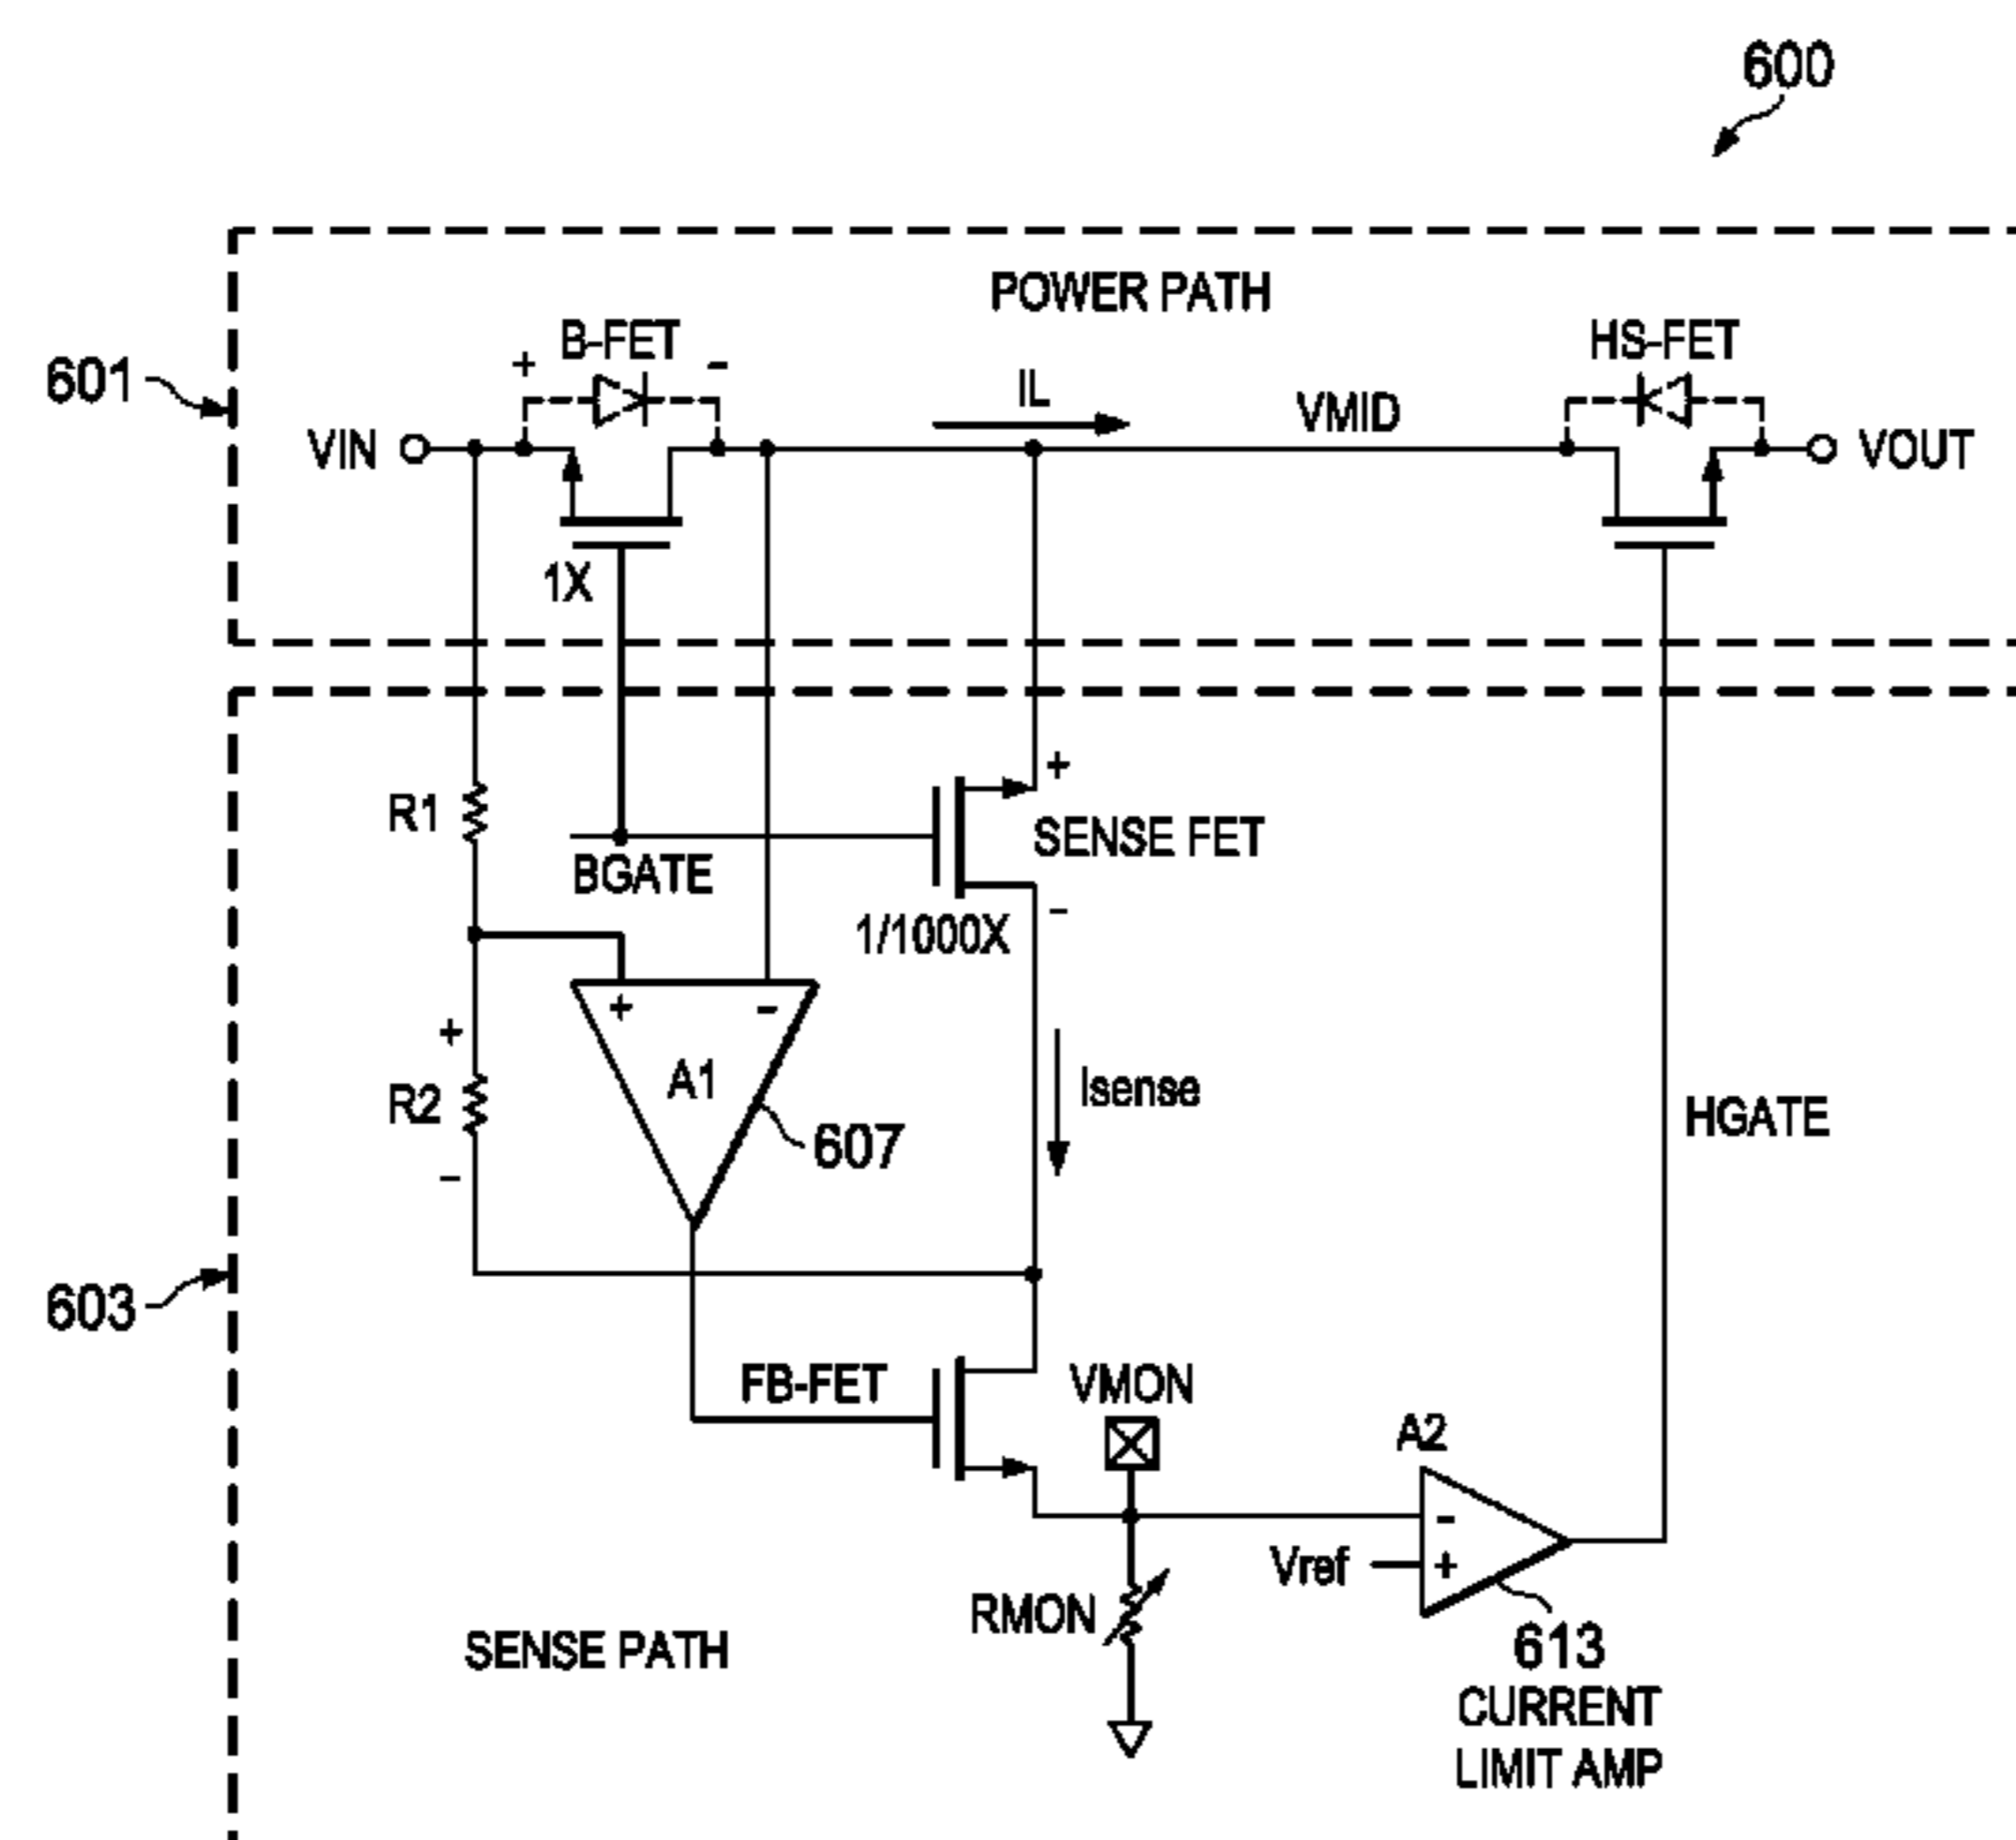 600
POWER PATH
B-FET
HS-FET
601
+
-
IL
VMID
VIN
VOUT
1X
+
R1
SENSE FET
BGATE
-
1/1000X
+
-
+
A1
R2
Isense
HGATE
607
-
603
FB-FET
VMON
A2
-
Vref
+
RMON
SENSE PATH
613
CURRENT
LIMIT AMP